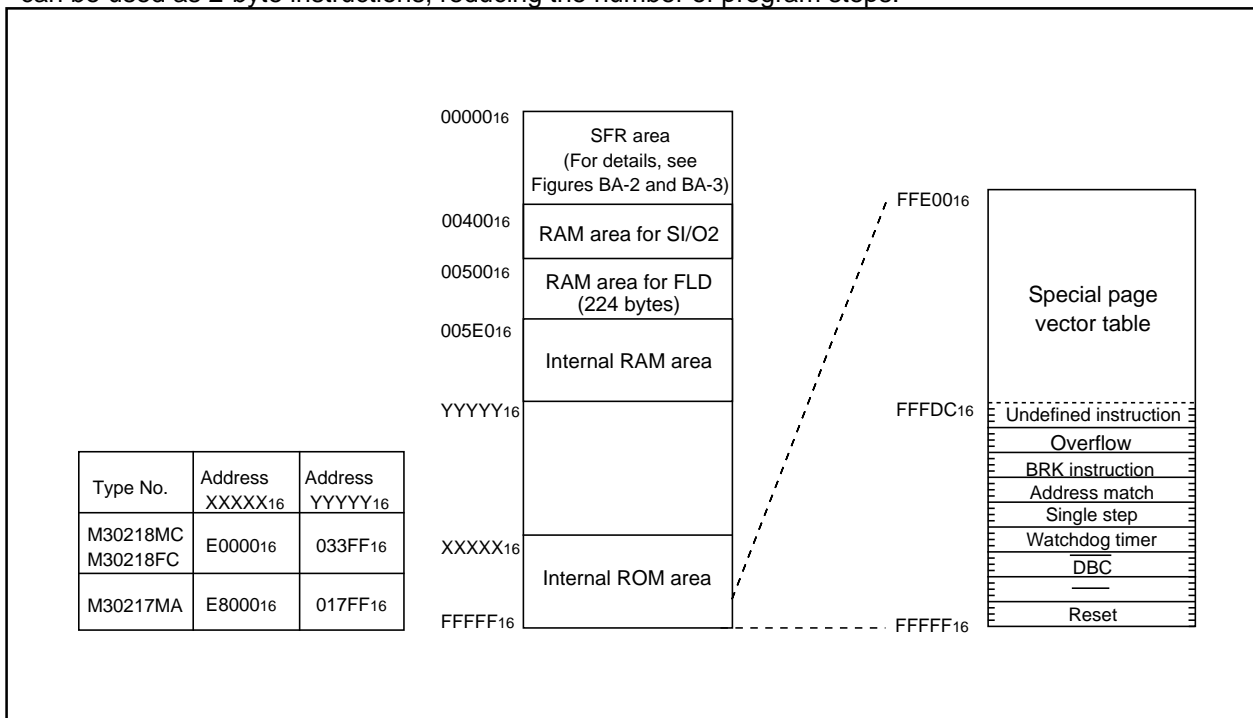 can be used as 2-byte instructions, reducing the number of program steps.
0000016
SFR area
(For details, see
Figures BA-2 and BA-3)
0040016
RAM area for SI/O2
0050016
RAM area for FLD
(224 bytes)
005E016
Internal RAM area
YYYYY16
XXXXX16
Internal ROM area
FFFFF16
Type No.
Address
XXXXX16
Address
YYYYY16
M30218MC
M30218FC
E000016
033FF16
M30217MA
E800016
017FF16
FFE0016
Special page
vector table
FFFDC16
Undefined instruction
Overflow
BRK instruction
Address match
Single step
Watchdog timer
DBC
Reset
FFFFF16